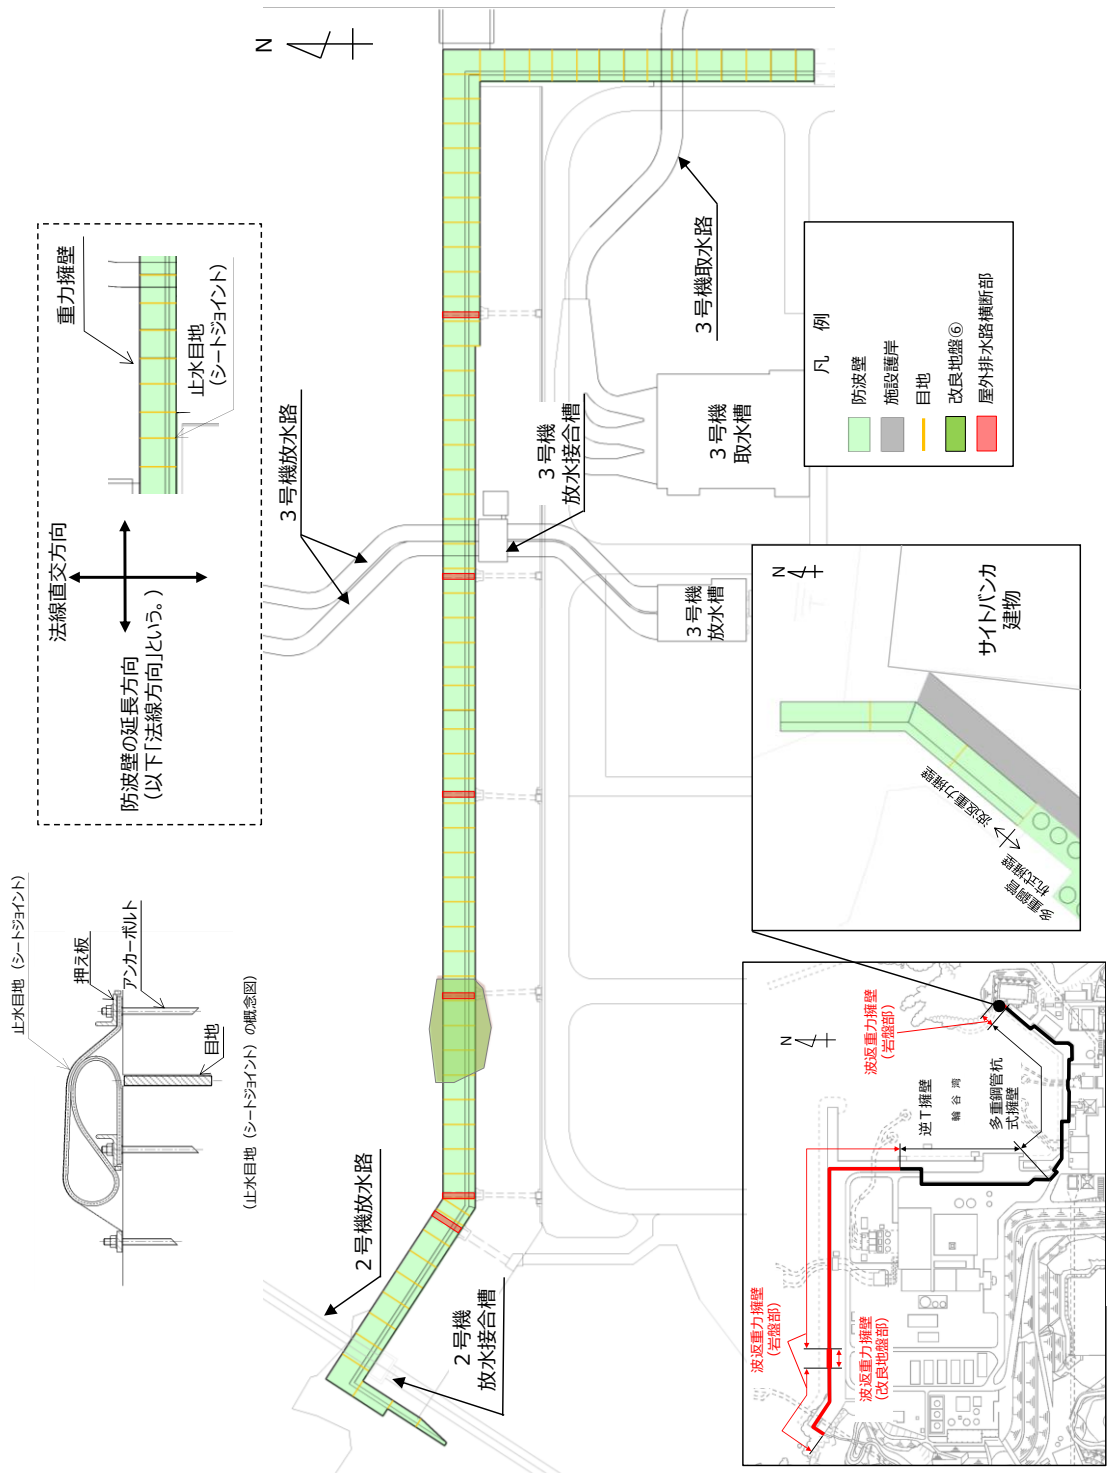 止水目地（シートジョイント）
押え板
アンカーボルト
目地
（止水目地（シートジョイント）の概念図）
法線直交方向
防波壁の延長方向
（以下「法線方向」という。）
重力擁壁
止水目地
（シートジョイント）
N
2号機放水路
2号機
放水接合槽
3号機放水路
3号機
放水接合槽
3号機
放水槽
3号機
取水槽
3号機取水路
凡　例
防波壁
施設護岸
目地
改良地盤⑥
屋外排水路横断部
N
サイトバンカ
建物
波返重力擁壁
多重鋼管
杭式擁壁
N
波返重力擁壁
（岩盤部）
波返重力擁壁
（改良地盤部）
波返重力擁壁
（岩盤部）
逆T擁壁
輪谷湾
多重鋼管杭
式擁壁